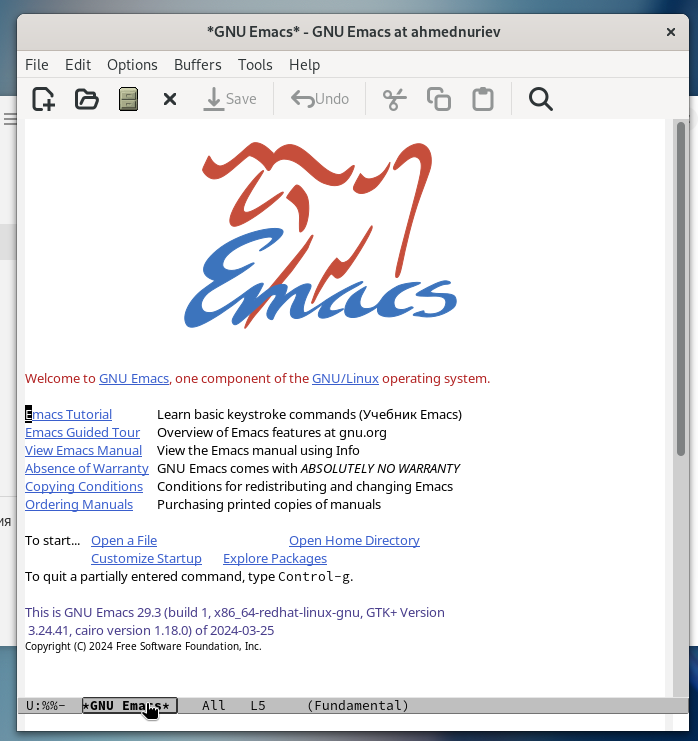 *GNU Emacs* - GNU Emacs at ahmednuriev
File Edit Options Buffers Tools Help
Save Undo
Emacs
Welcome to GNU Emacs, one component of the GNU/Linux operating system.
Emacs Tutorial Learn basic keystroke commands (Учебник Emacs)
Emacs Guided Tour Overview of Emacs features at gnu.org
View Emacs Manual View the Emacs manual using Info
Absence of Warranty GNU Emacs comes with ABSOLUTELY NO WARRANTY
Copying Conditions Conditions for redistributing and changing Emacs
Ordering Manuals Purchasing printed copies of manuals
ия
To start... Open a File Open Home Directory
Customize Startup Explore Packages
To quit a partially entered command, type Control-g.
This is GNU Emacs 29.3 (build 1, x86_64-redhat-linux-gnu, GTK+ Version
3.24.41, cairo version 1.18.0) of 2024-03-25
Copyright (C) 2024 Free Software Foundation, Inc.
U:%%- *GNU Emacs* All L5 (Fundamental)